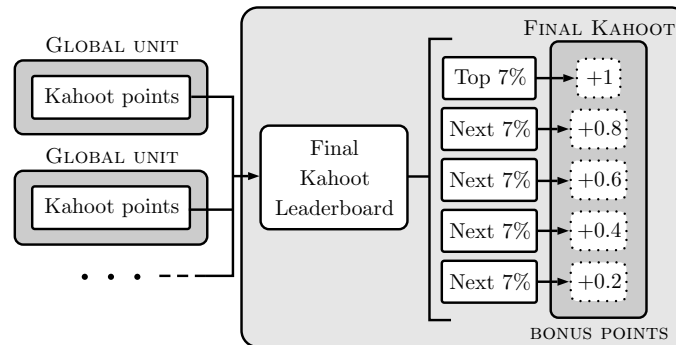 GLOBAL UNIT
Kahoot points
GLOBAL UNIT
Kahoot points
Final
Kahoot
Leaderboard
FINAL KAHOOT
Top 7%
+1
Next 7%
+0.8
Next 7%
+0.6
Next 7%
+0.4
Next 7%
+0.2
BONUS POINTS